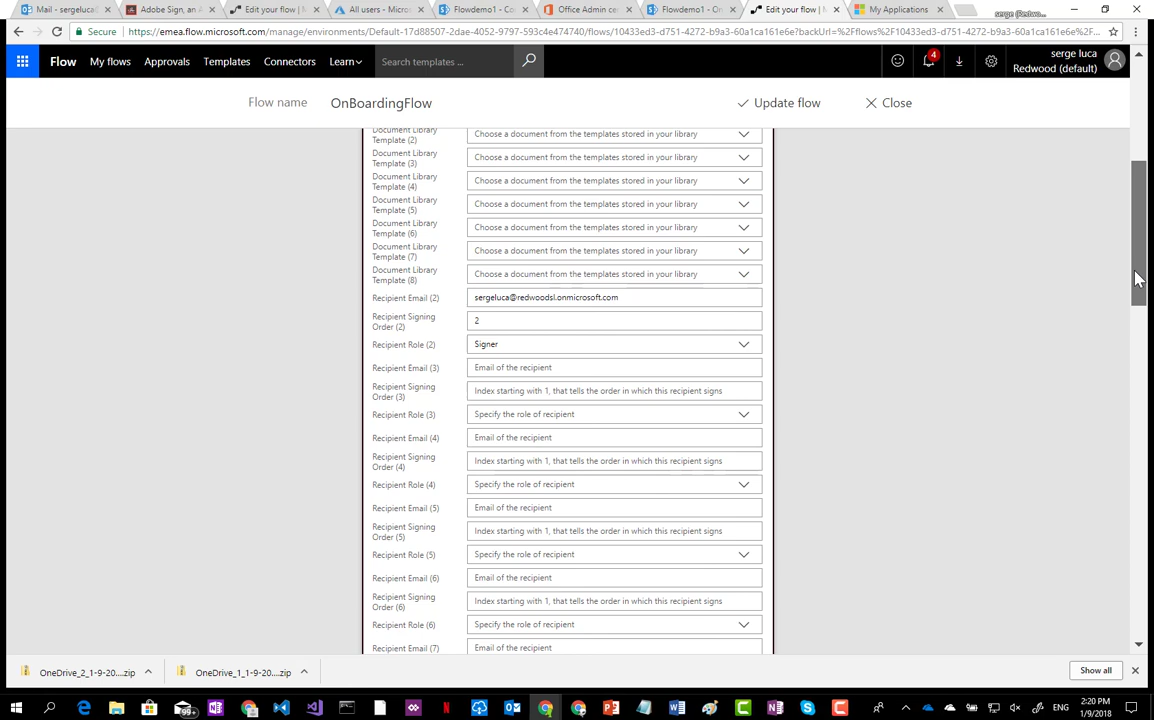 Mail - sergeluca
Adobe Sign, an A
Edit your flow | M
All users - Micros
Flowdemo1 - Co
Office Admin cen
Flowdemo1 - O
Edit your flow | M
My Applications
serge (Redwo...
Secure
https://emea.flow.microsoft.com/manage/environments/Default-17d88507-2dae-4052-9797-593c4e474740/flows/10433ed3-d751-4272-b9a3-60a1ca161e6e?backUrl=%2Fflows%2F10433ed3-d751-4272-b9a3-60a1ca161e6e%2...
Flow My flows Approvals Templates Connectors Learn Search templates ... 4 serge luca
Redwood (default)
Flow name OnBoardingFlow Update flow Close
Document Library
Template (2) Choose a document from the templates stored in your library
Document Library
Template (3) Choose a document from the templates stored in your library
Document Library
Template (4) Choose a document from the templates stored in your library
Document Library
Template (5) Choose a document from the templates stored in your library
Document Library
Template (6) Choose a document from the templates stored in your library
Document Library
Template (7) Choose a document from the templates stored in your library
Document Library
Template (8) Choose a document from the templates stored in your library
Recipient Email (2) sergeluca@redwoodsl.onmicrosoft.com
Recipient Signing
Order (2) 2
Recipient Role (2) Signer
Recipient Email (3) Email of the recipient
Recipient Signing
Order (3) Index starting with 1, that tells the order in which this recipient signs
Recipient Role (3) Specify the role of recipient
Recipient Email (4) Email of the recipient
Recipient Signing
Order (4) Index starting with 1, that tells the order in which this recipient signs
Recipient Role (4) Specify the role of recipient
Recipient Email (5) Email of the recipient
Recipient Signing
Order (5) Index starting with 1, that tells the order in which this recipient signs
Recipient Role (5) Specify the role of recipient
Recipient Email (6) Email of the recipient
Recipient Signing
Order (6) Index starting with 1, that tells the order in which this recipient signs
Recipient Role (6) Specify the role of recipient
Recipient Email (7) Email of the recipient
OneDrive_2_1-9-20....zip OneDrive_1_1-9-20....zip Show all
99+ ENG 2:20 PM
1/9/2018